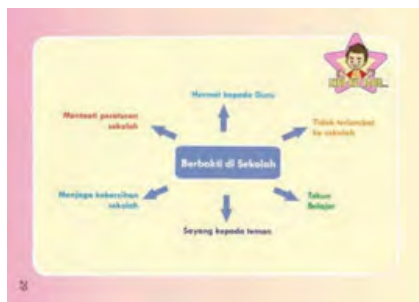 Hormat kepada Guru
Mentaati peraturan
sekolah
Tidak terlambat
ke sekolah
Berbakti di Sekolah
Menjaga kebersihan
sekolah
Tekun
Belajar
Sayang kepada teman